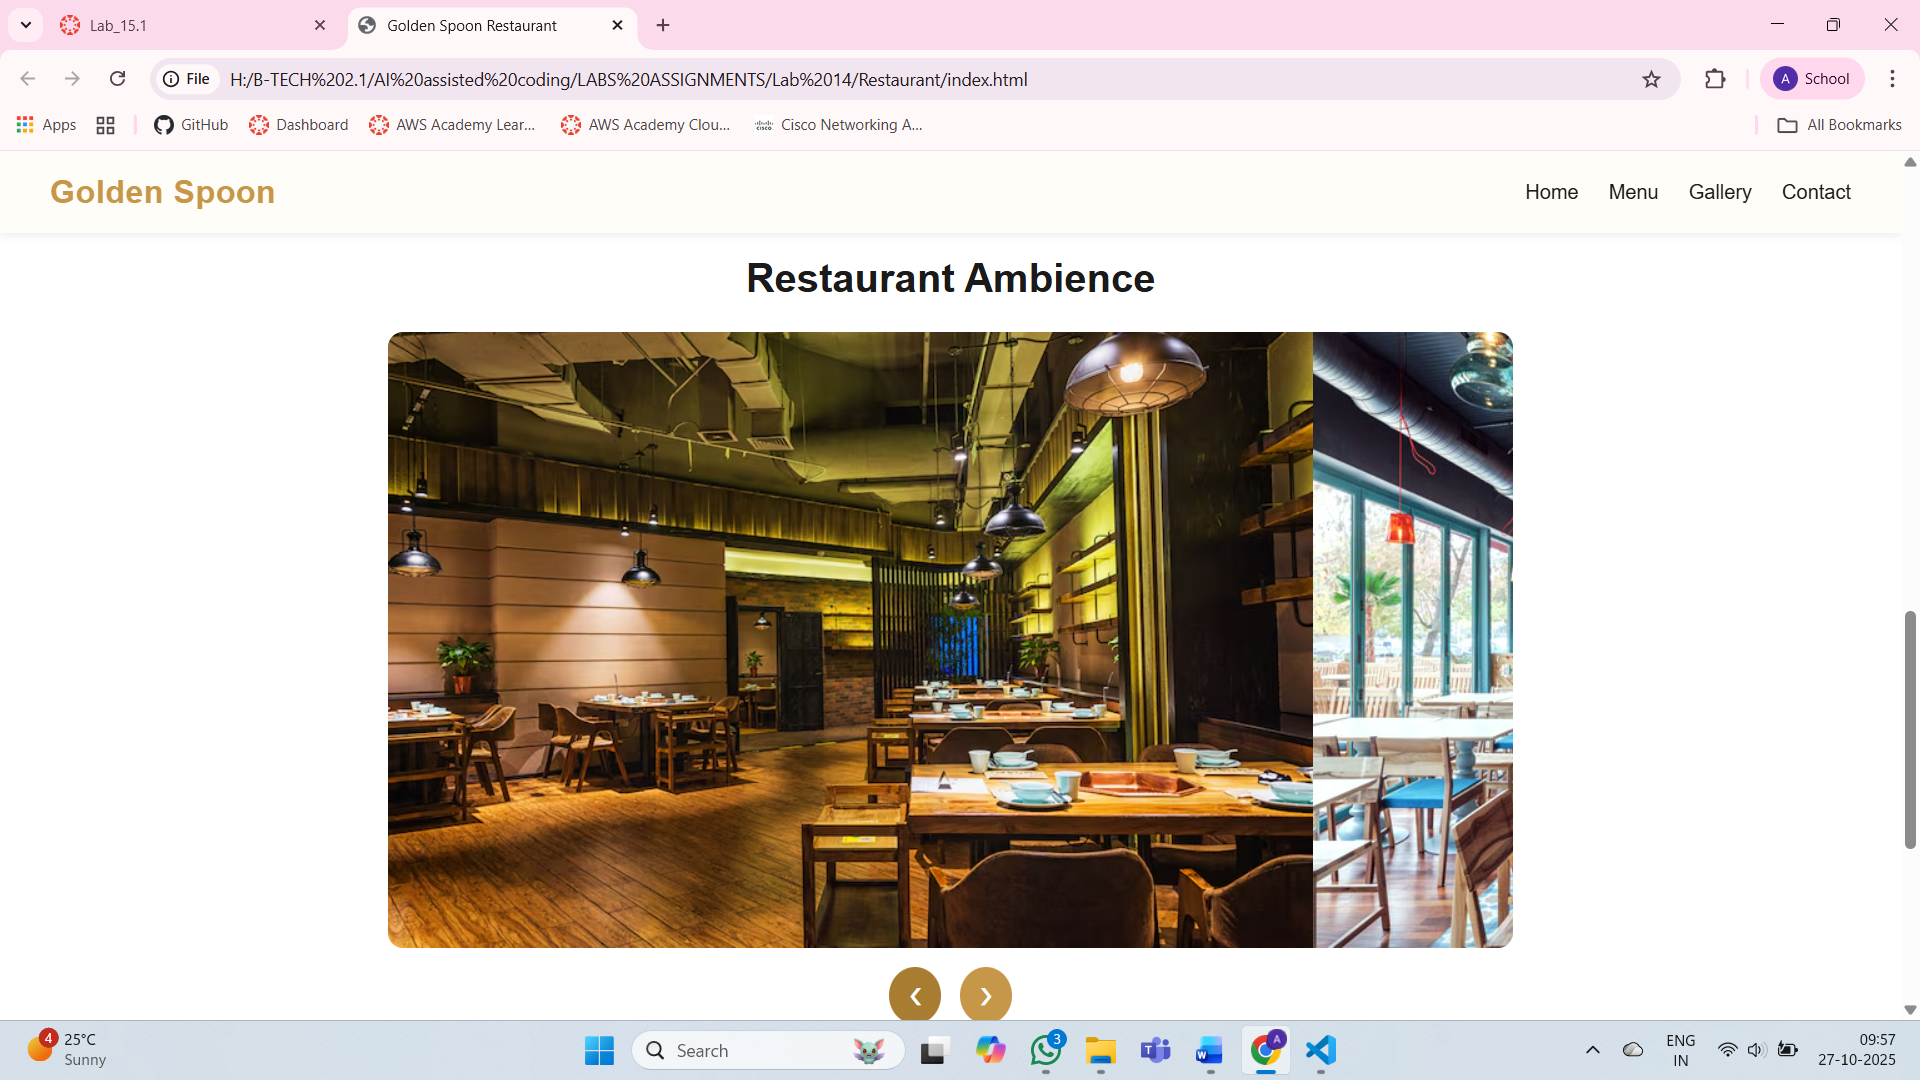 Lab_15.1
Golden Spoon Restaurant
File
H:/B-TECH%202.1/AI%20assisted%20coding/LABS%20ASSIGNMENTS/Lab%2014/Restaurant/index.html
A School
Apps
GitHub
Dashboard
AWS Academy Lear...
AWS Academy Clou...
Cisco Networking A...
All Bookmarks
Golden Spoon
Home
Menu
Gallery
Contact
Restaurant Ambience
‹ ›
4
25°C
Sunny
Search
3
A
ENG
IN
09:57
27-10-2025